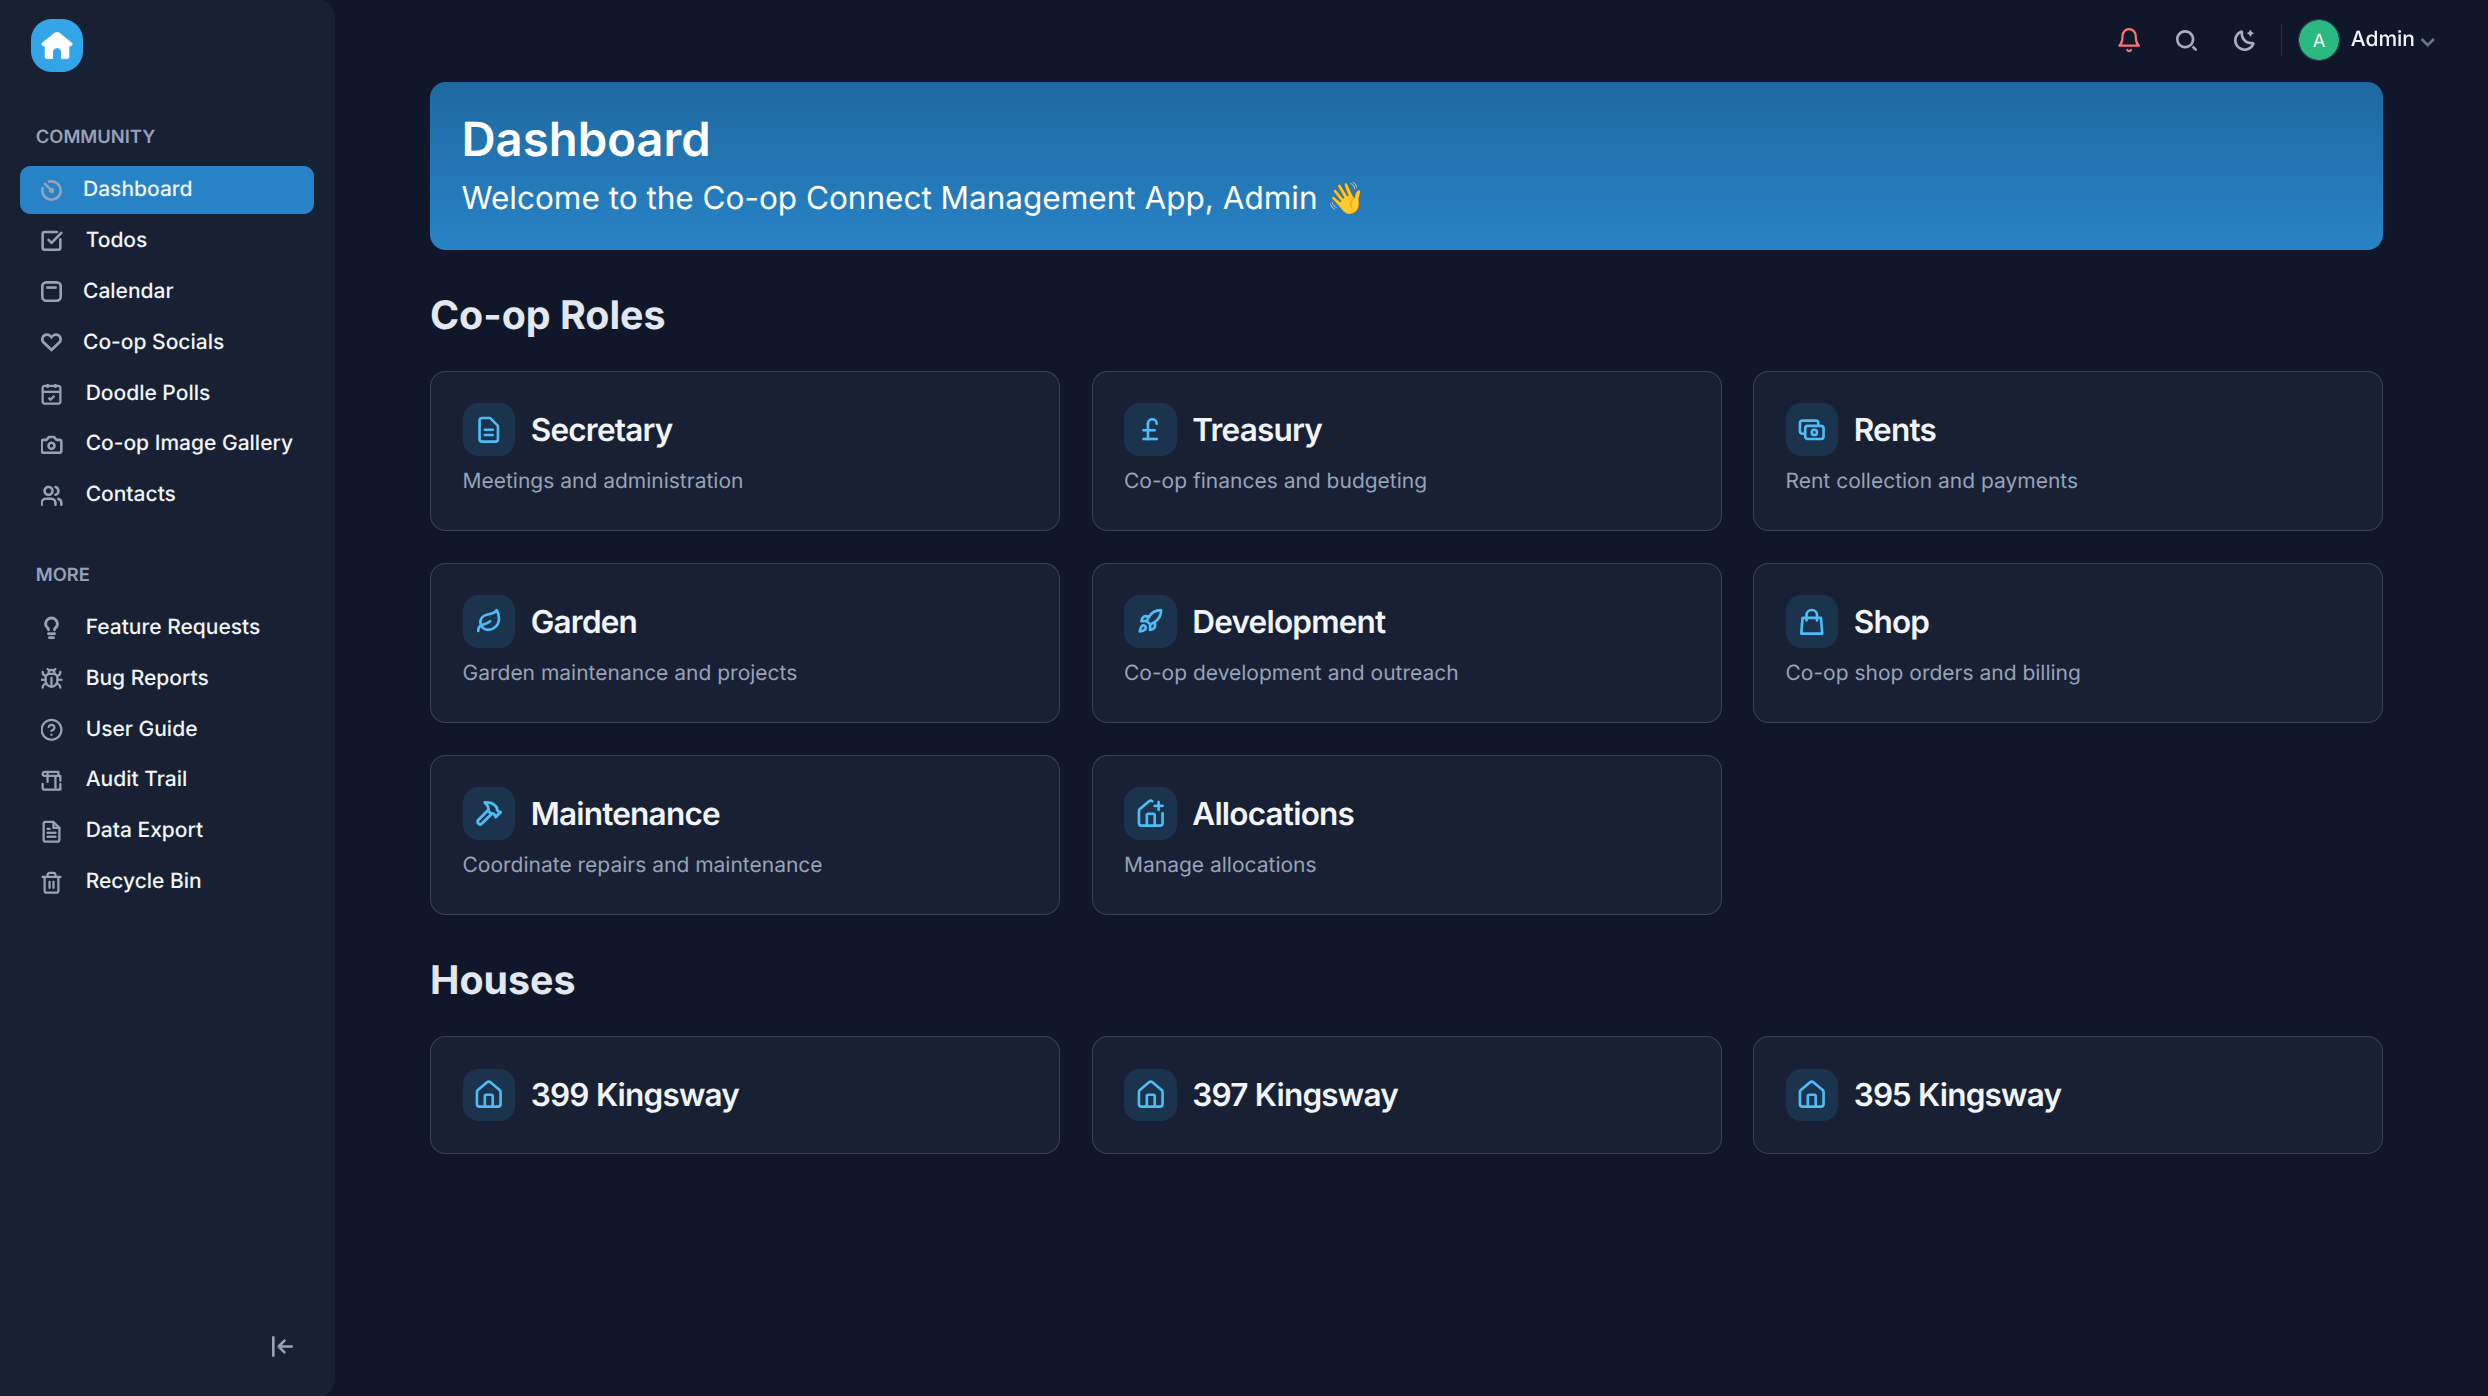 COMMUNITY
Dashboard
Todos
Calendar
Co-op Socials
Doodle Polls
Co-op Image Gallery
Contacts
MORE
Feature Requests
Bug Reports
User Guide
Audit Trail
Data Export
Recycle Bin
A Admin
Dashboard
Welcome to the Co-op Connect Management App, Admin 👋
Co-op Roles
Secretary
Meetings and administration
Treasury
Co-op finances and budgeting
Rents
Rent collection and payments
Garden
Garden maintenance and projects
Development
Co-op development and outreach
Shop
Co-op shop orders and billing
Maintenance
Coordinate repairs and maintenance
Allocations
Manage allocations
Houses
399 Kingsway
397 Kingsway
395 Kingsway